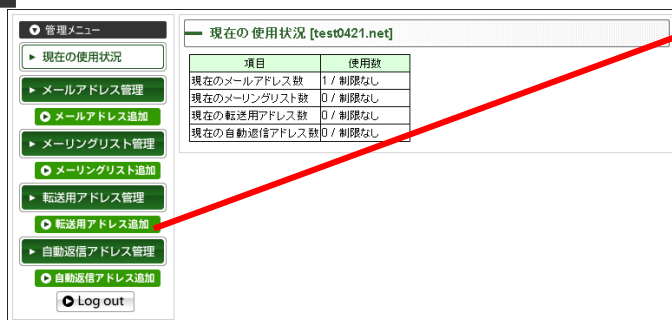 管理メニュー
現在の使用状況
メールアドレス管理
メールアドレス追加
メーリングリスト管理
メーリングリスト追加
転送用アドレス管理
転送用アドレス追加
自動返信アドレス管理
自動返信アドレス追加
Log out
現在の使用状況 [test0421.net]
項目 使用数
現在のメールアドレス数 1 / 制限なし
現在のメーリングリスト数 0 / 制限なし
現在の転送用アドレス数 0 / 制限なし
現在の自動返信アドレス数 0 / 制限なし